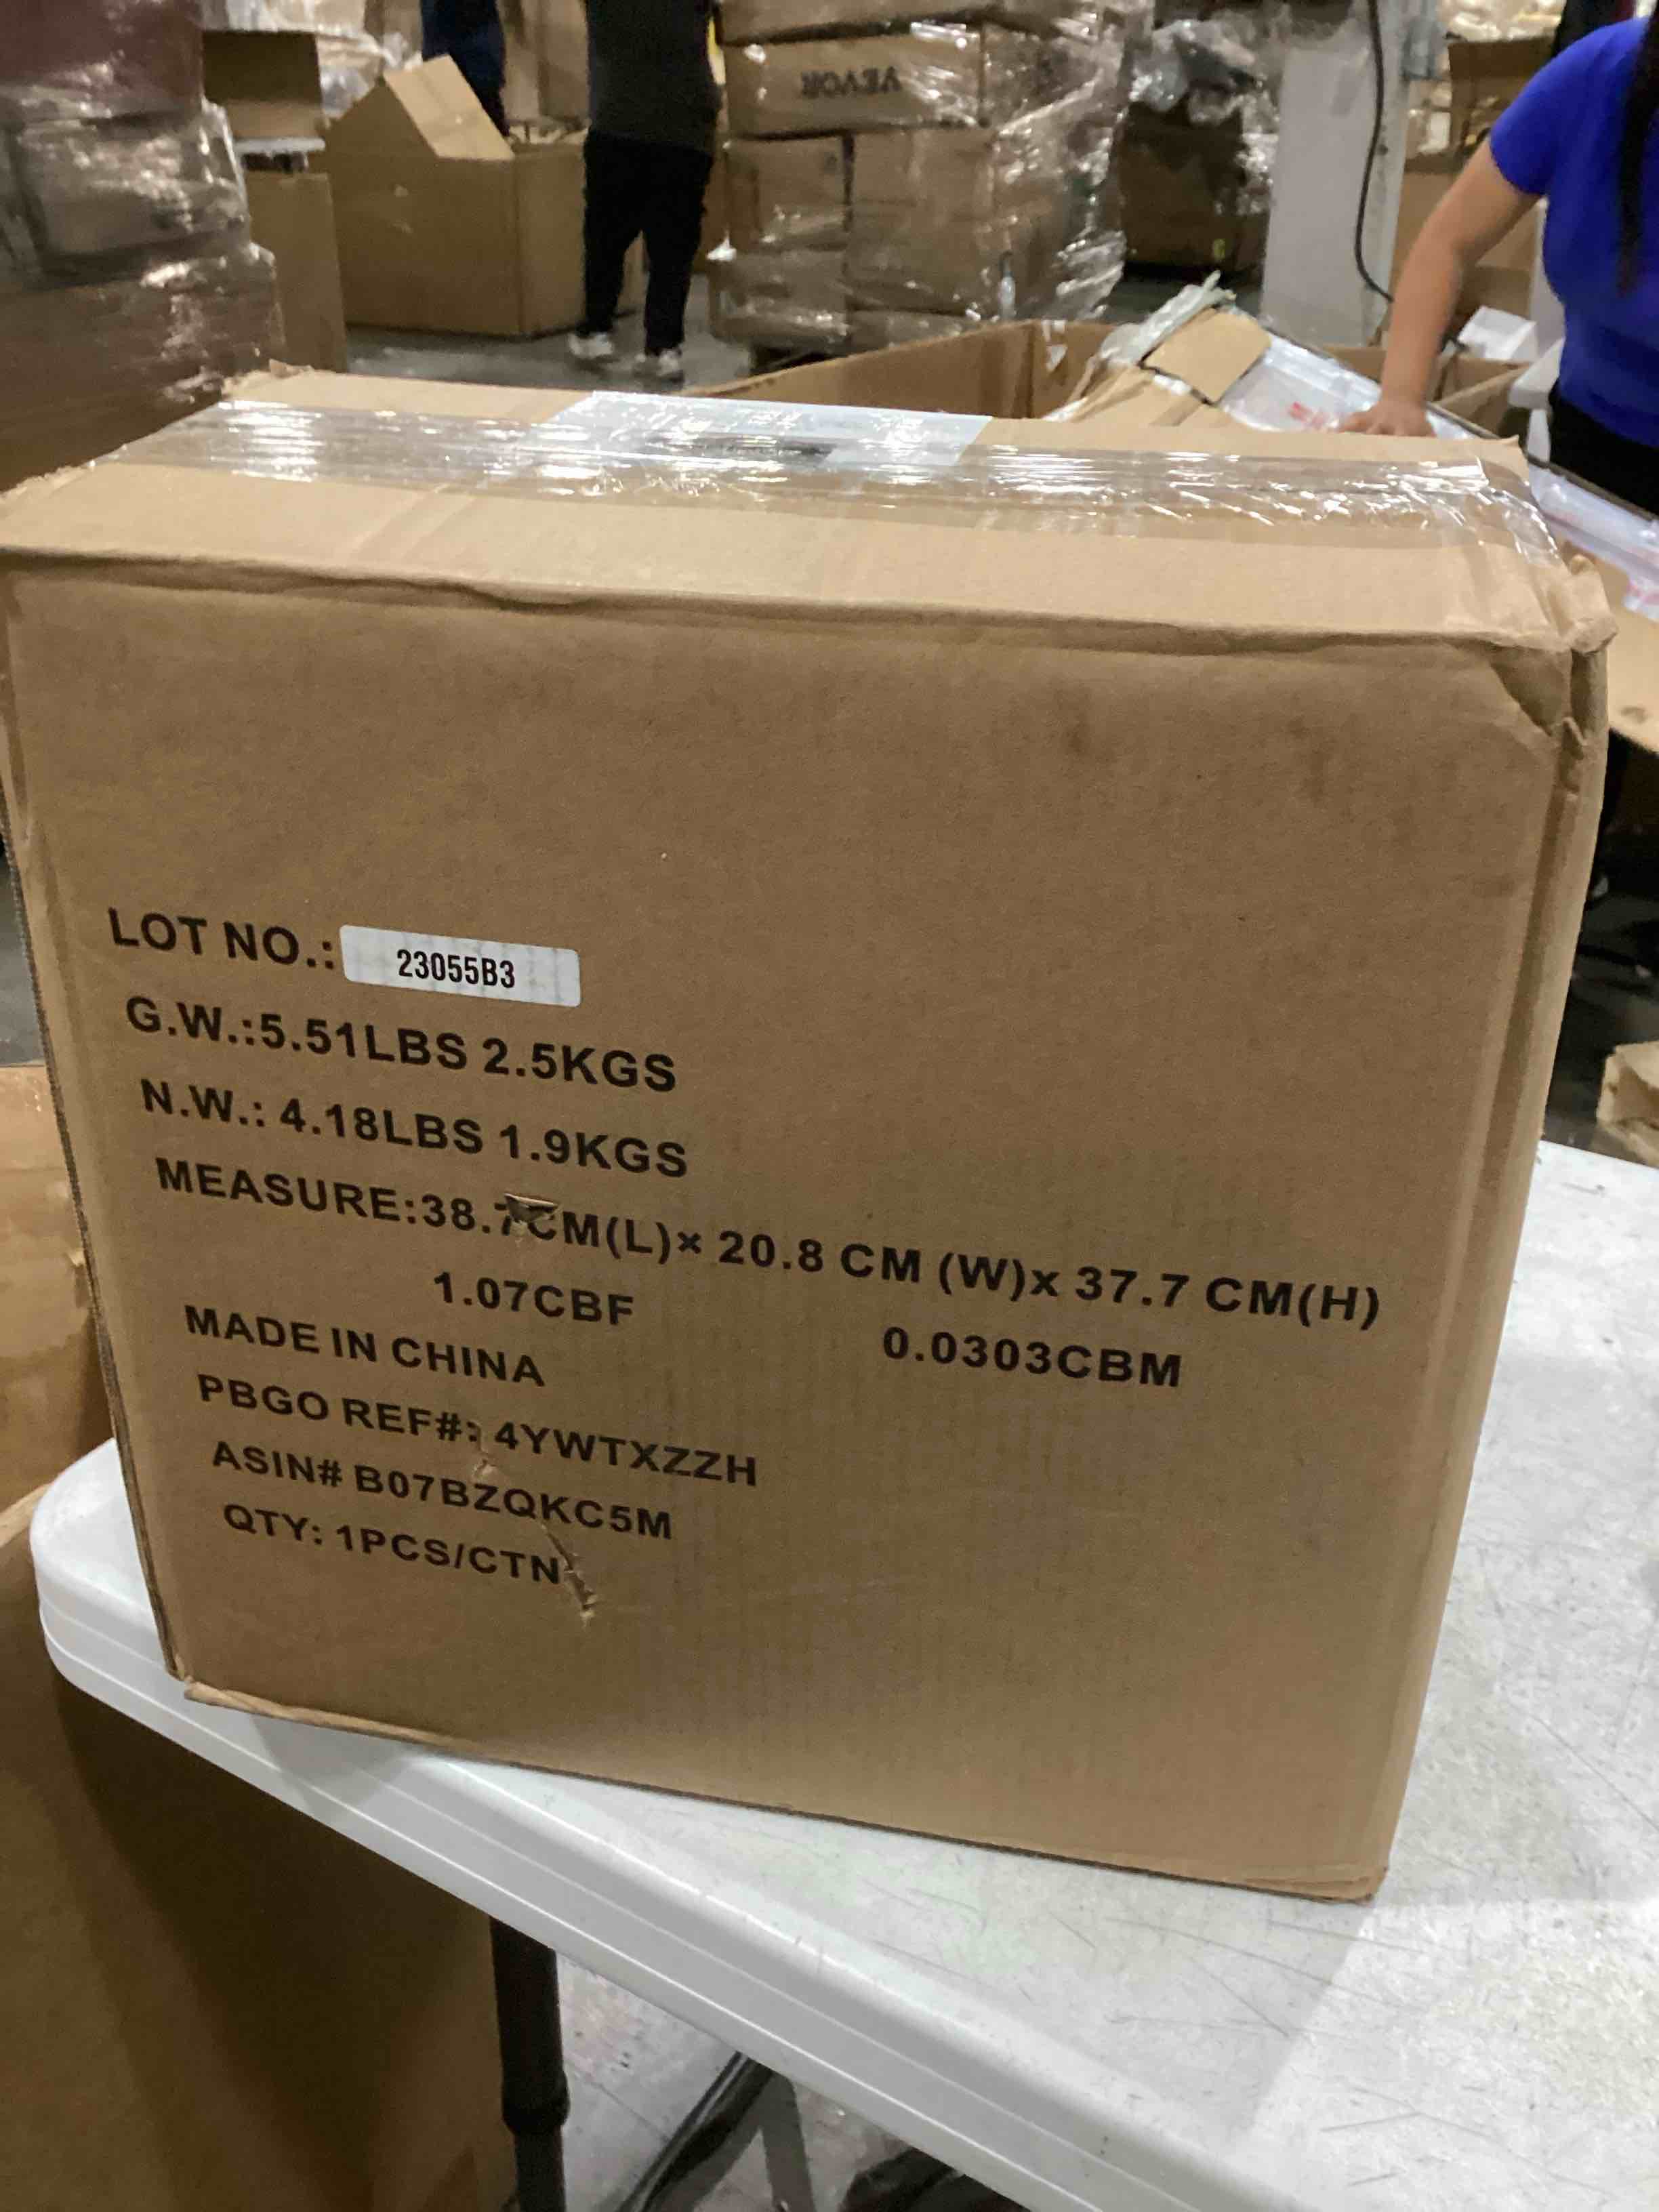 VEVOR
LOT NO.: 23055B3
G.W.:5.51LBS 2.5KGS
N.W.: 4.18LBS 1.9KGS
MEASURE:38.7CM(L)× 20.8 CM (W)x 37.7 CM(H)
1.07CBF 0.0303CBM
MADE IN CHINA
PBGO REF#: 4YWTXZZH
ASIN# B07BZQKC5M
QTY: 1PCS/CTN